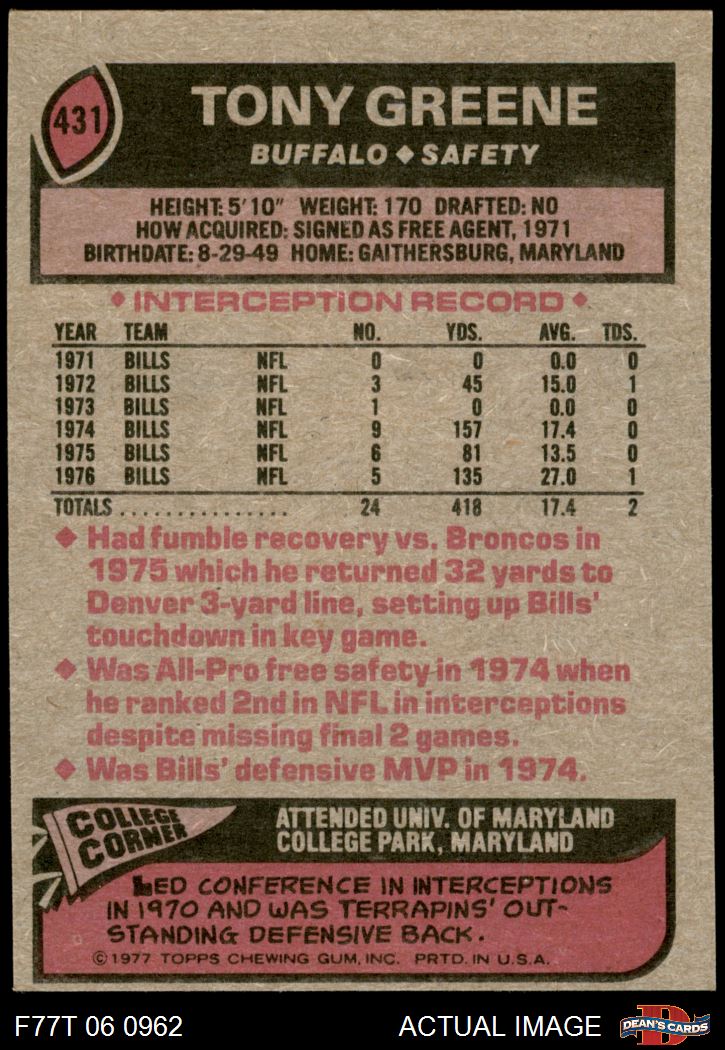 431
TONY GREENE
BUFFALO ◆ SAFETY
HEIGHT: 5'10" WEIGHT: 170 DRAFTED: NO
HOW ACQUIRED: SIGNED AS FREE AGENT, 1971
BIRTHDATE: 8-29-49 HOME: GAITHERSBURG, MARYLAND
◆ INTERCEPTION RECORD ◆
YEAR TEAM NO. YDS. AVG. TDS.
1971 BILLS NFL 0 0 0.0 0
1972 BILLS NFL 3 45 15.0 1
1973 BILLS NFL 1 0 0.0 0
1974 BILLS NFL 9 157 17.4 0
1975 BILLS NFL 6 81 13.5 0
1976 BILLS NFL 5 135 27.0 1
TOTALS . . . . . . . . . . . . . . . 24 418 17.4 2
◆ Had fumble recovery vs. Broncos in
1975 which he returned 32 yards to
Denver 3-yard line, setting up Bills'
touchdown in key game.
◆ Was All-Pro free safety in 1974 when
he ranked 2nd in NFL in interceptions
despite missing final 2 games.
◆ Was Bills' defensive MVP in 1974.
COLLEGE
CORNER
ATTENDED UNIV. OF MARYLAND
COLLEGE PARK, MARYLAND
LED CONFERENCE IN INTERCEPTIONS
IN 1970 AND WAS TERRAPINS' OUT-
STANDING DEFENSIVE BACK.
©1977 TOPPS CHEWING GUM, INC. PRTD. IN U.S.A.
F77T 06 0962
ACTUAL IMAGE
D
DEAN'S CARDS